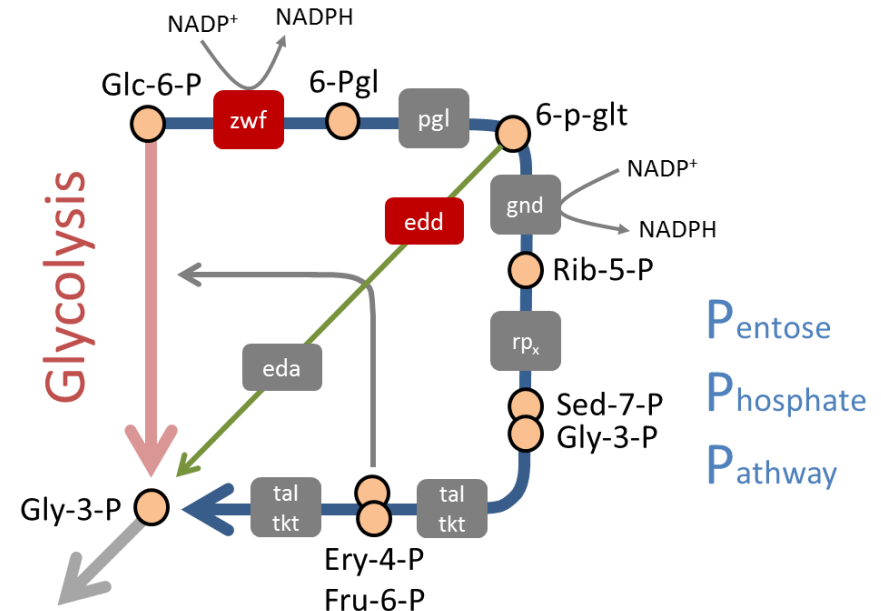 NADP⁺
NADPH
Glc-6-P
6-Pgl
6-p-glt
zwf
pgl
NADP⁺
gnd
NADPH
edd
Rib-5-P
Glycolysis
Pentose
rpₓ
eda
Phosphate
Sed-7-P
Gly-3-P
Pathway
Gly-3-P
tal
tkt
tal
tkt
Ery-4-P
Fru-6-P